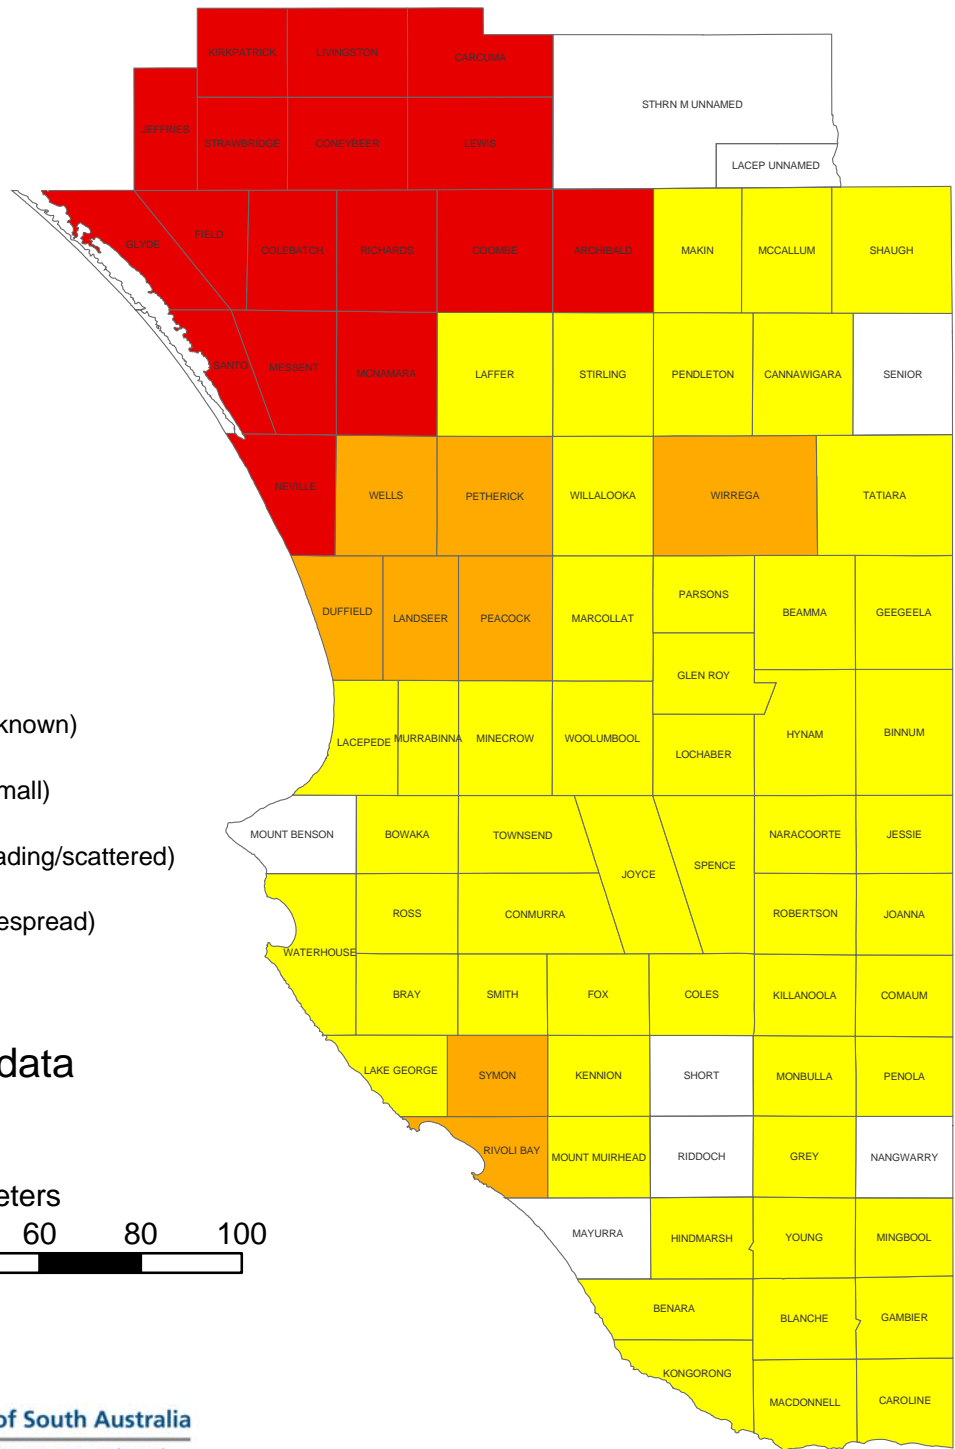 KIRKPATRICK
LIVINGSTON
CARCUMA
STHRN M UNNAMED
JEFFRIES
STRAWBRIDGE
CONEYBEER
LEWIS
LACEP UNNAMED
GLYDE
FIELD
COLEBATCH
RICHARDS
COOMBE
ARCHIBALD
MAKIN
MCCALLUM
SHAUGH
SANTO
MESSENT
MCNAMARA
LAFFER
STIRLING
PENDLETON
CANNAWIGARA
SENIOR
NEVILLE
WELLS
PETHERICK
WILLALOOKA
WIRREGA
TATIARA
DUFFIELD
LANDSEER
PEACOCK
MARCOLLAT
PARSONS
BEAMMA
GEEGEELA
GLEN ROY
LACEPEDE
MURRABINNA
MINECROW
WOOLUMBOOL
LOCHABER
HYNAM
BINNUM
known)
mall)
ading/scattered)
espread)
MOUNT BENSON
BOWAKA
TOWNSEND
JOYCE
SPENCE
NARACOORTE
JESSIE
WATERHOUSE
ROSS
CONMURRA
ROBERTSON
JOANNA
BRAY
SMITH
FOX
COLES
KILLANOOLA
COMAUM
data
LAKE GEORGE
SYMON
KENNION
SHORT
MONBULLA
PENOLA
RIVOLI BAY
MOUNT MUIRHEAD
RIDDOCH
GREY
NANGWARRY
eters
60 80 100
MAYURRA
HINDMARSH
YOUNG
MINGBOOL
BENARA
BLANCHE
GAMBIER
KONGORONG
MACDONNELL
CAROLINE
of South Australia